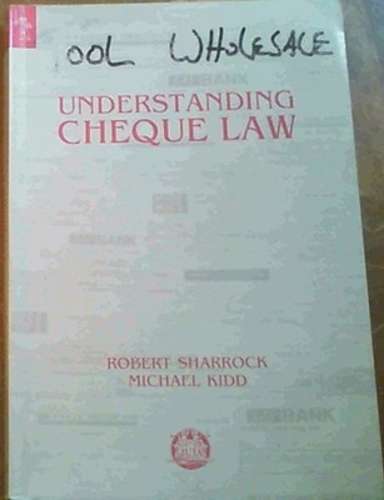 OOL WHOLESALE
UNDERSTANDING
CHEQUE LAW
ROBERT SHARROCK
MICHAEL KIDD